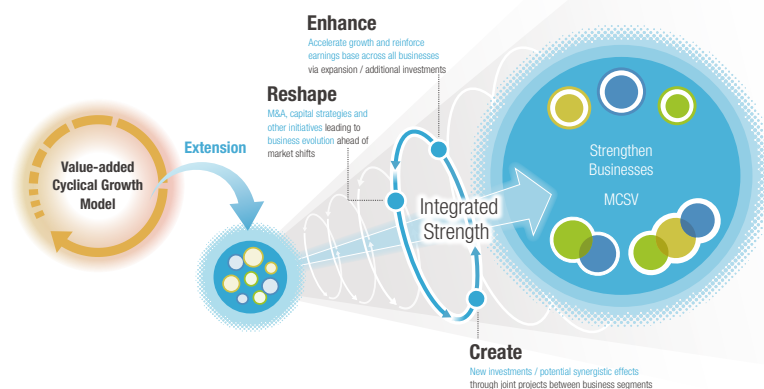 Enhance
Accelerate growth and reinforce
earnings base across all businesses
via expansion / additional investments
Reshape
M&A, capital strategies and
other initiatives leading to
business evolution ahead of
market shifts
Extension
Value-added
Cyclical Growth
Model
Integrated
Strength
Strengthen
Businesses
MCSV
Create
New investments / potential synergistic effects
through joint projects between business segments